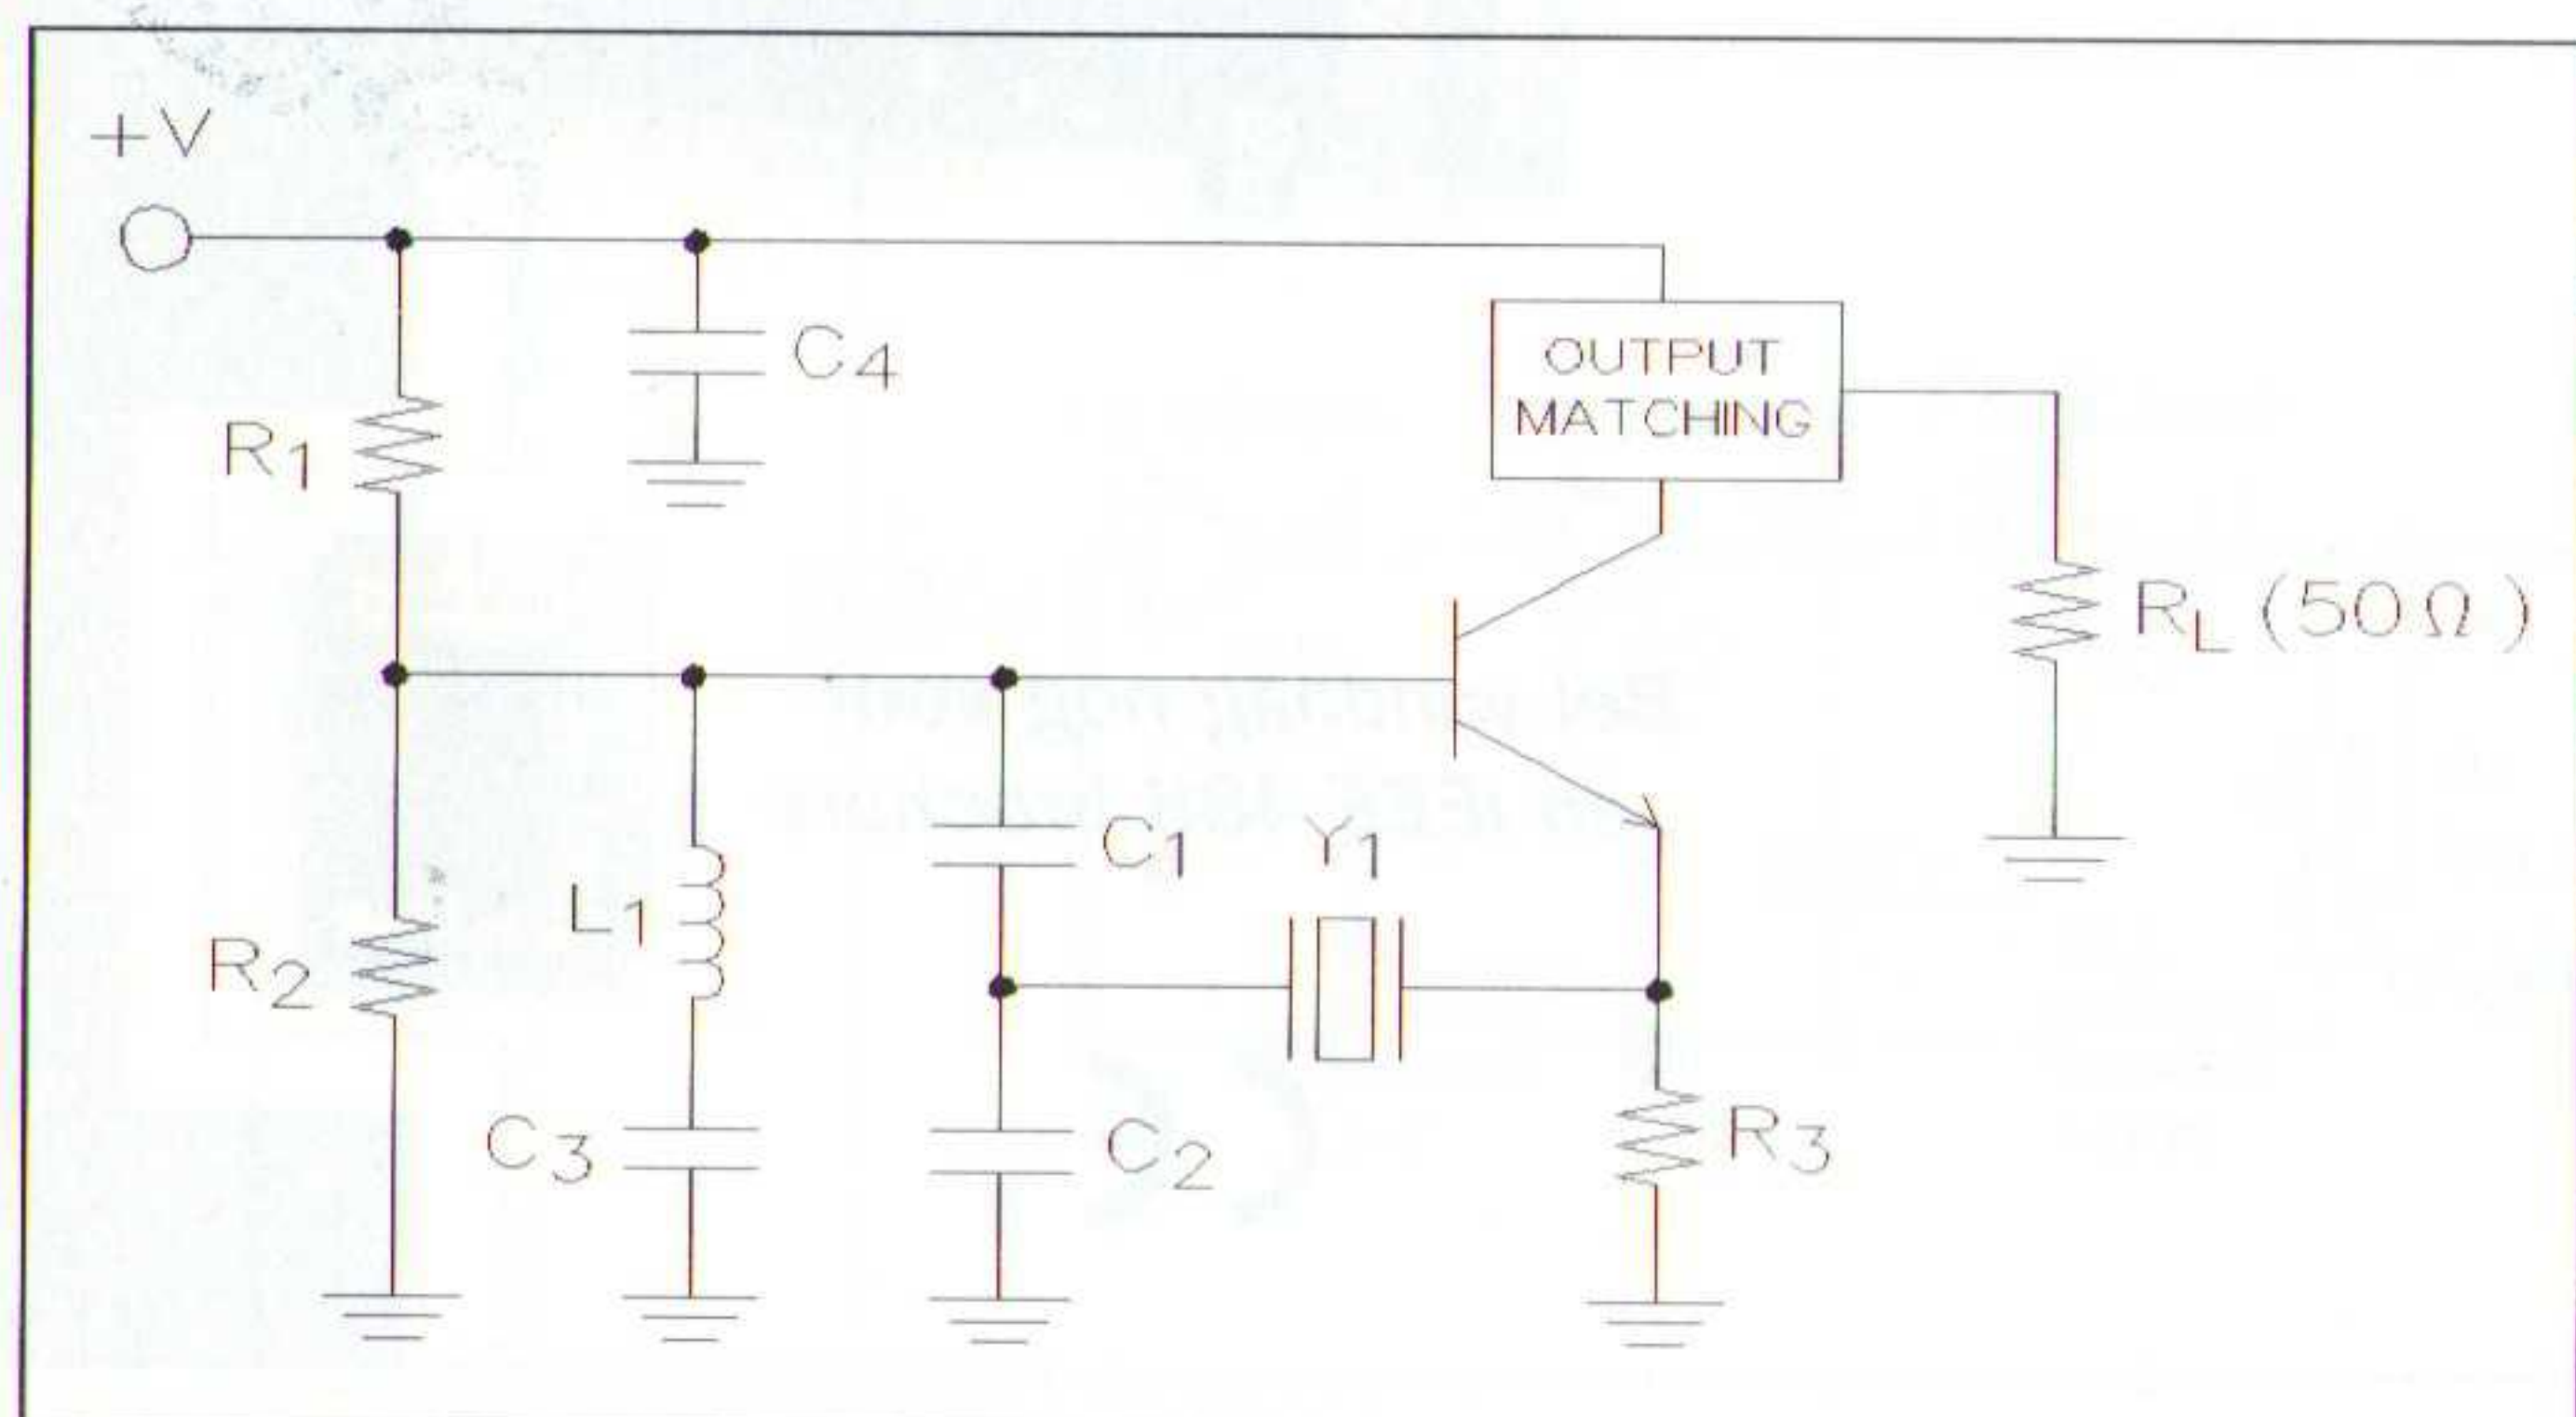 +V
C4
OUTPUT
MATCHING
R1
RL (50Ω)
C1
Y1
L1
R2
C3
C2
R3